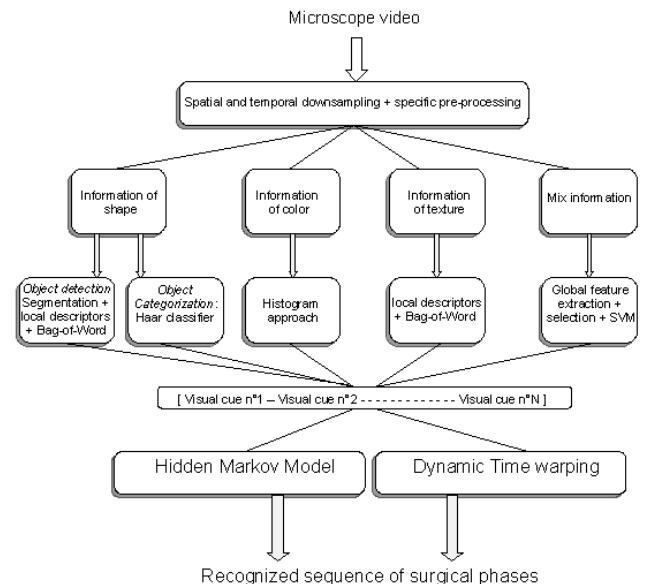 Microscope video
Spatial and temporal downsampling + specific pre-processing
Information of
shape
Information
of color
Information
of texture
Mix information
Object detection
Segmentation +
local descriptors
+ Bag-of-Word
Object
Categorization :
Haar classifier
Histogram
approach
local descriptors
+ Bag-of-Word
Global feature
extraction +
selection + SVM
[ Visual cue n°1 – Visual cue n°2 - - - - - - - - - - - - - Visual cue n°N ]
Hidden Markov Model
Dynamic Time warping
Recognized sequence of surgical phases